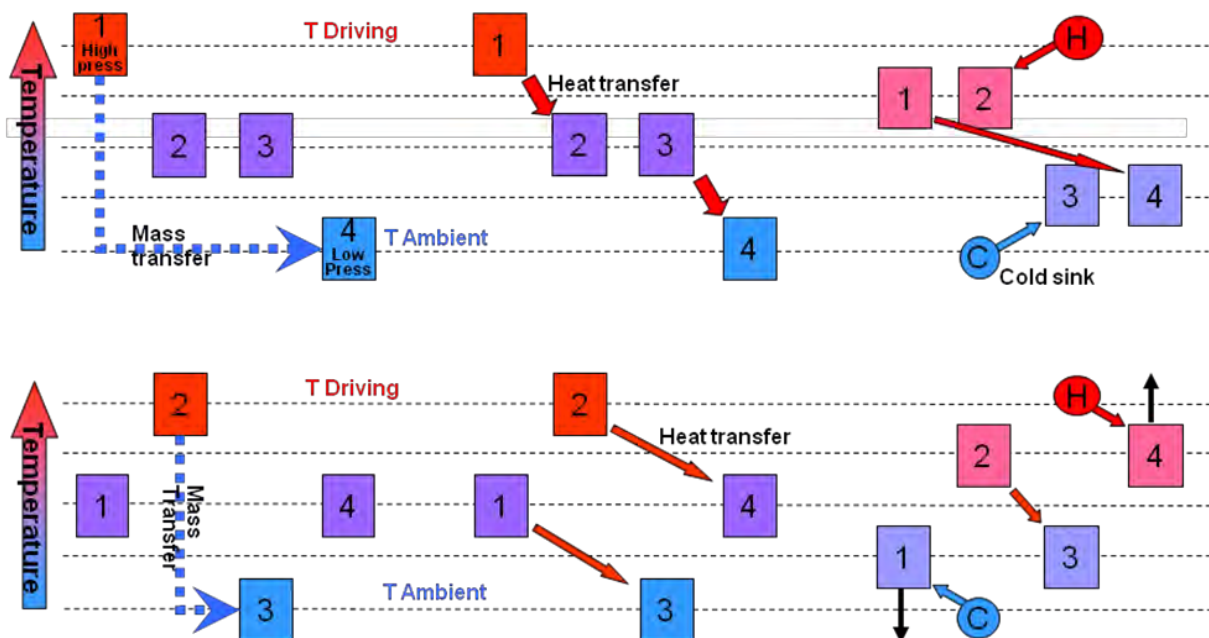 1
High
press
T Driving
1
H
Heat transfer
1
2
2
3
2
3
3
4
Mass
transfer
4
Low
Press
T Ambient
4
C
Cold sink
Temperature
2
T Driving
2
H
Heat transfer
2
4
1
Mass
Transfer
4
1
4
1
3
3
T Ambient
3
C
Temperature